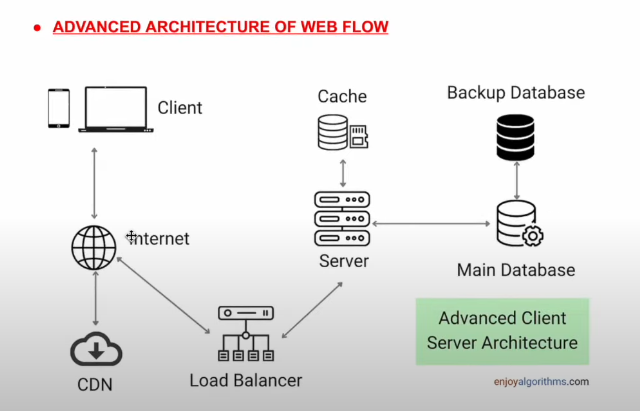 ● ADVANCED ARCHITECTURE OF WEB FLOW
Client
Cache
Backup Database
Internet
Server
Main Database
CDN
Load Balancer
Advanced Client
Server Architecture
enjoyalgorithms.com